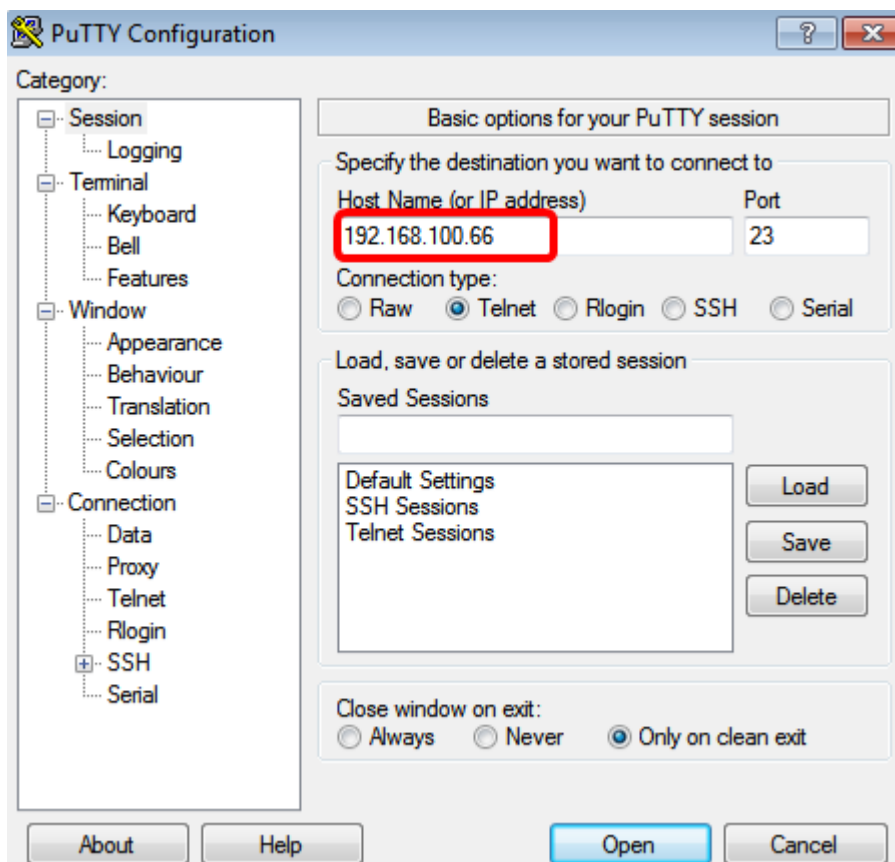 PuTTY Configuration
Category:
Session
Logging
Terminal
Keyboard
Bell
Features
Window
Appearance
Behaviour
Translation
Selection
Colours
Connection
Data
Proxy
Telnet
Rlogin
SSH
Serial
Basic options for your PuTTY session
Specify the destination you want to connect to
Host Name (or IP address) Port
192.168.100.66 23
Connection type:
Raw Telnet Rlogin SSH Serial
Load, save or delete a stored session
Saved Sessions
Default Settings
SSH Sessions
Telnet Sessions
Load
Save
Delete
Close window on exit:
Always Never Only on clean exit
About Help Open Cancel